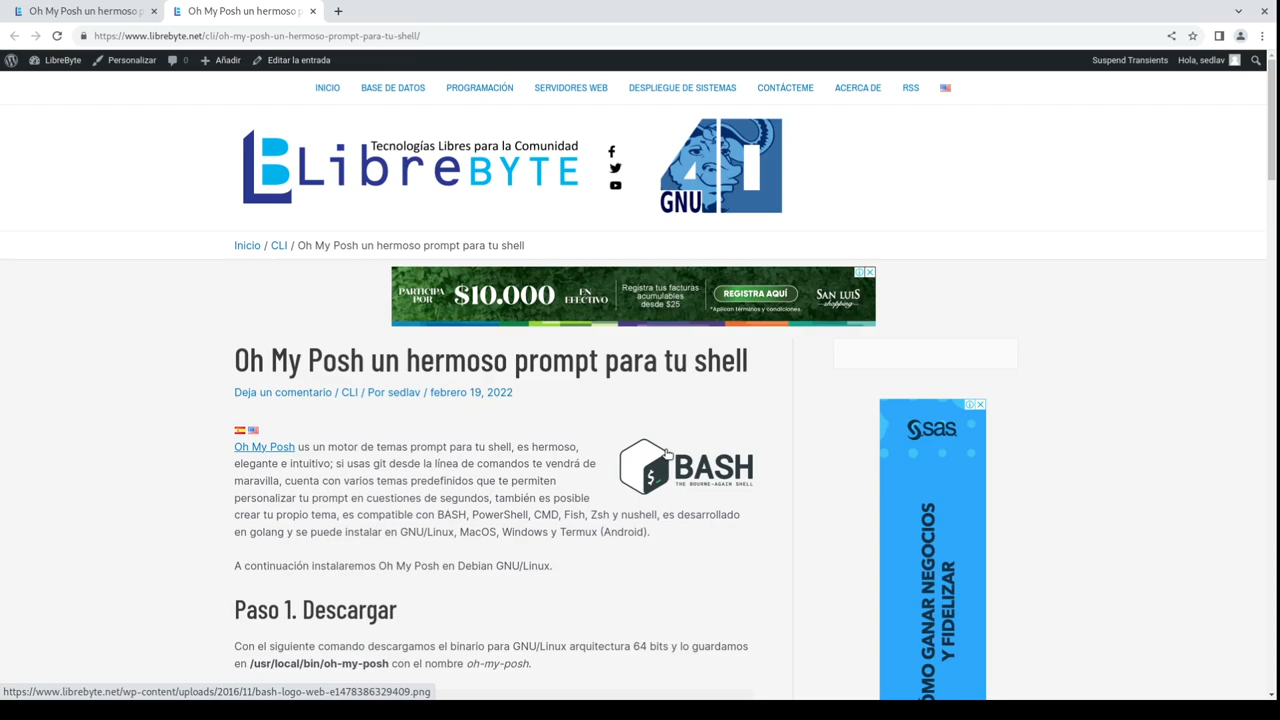 Oh My Posh un hermoso p
Oh My Posh un hermoso p
https://www.librebyte.net/cli/oh-my-posh-un-hermoso-prompt-para-tu-shell/
LibreByte Personalizar 0 Añadir Editar la entrada Suspend Transients Hola, sedlav
INICIO BASE DE DATOS PROGRAMACIÓN SERVIDORES WEB DESPLIEGUE DE SISTEMAS CONTÁCTEME ACERCA DE RSS
Tecnologías Libres para la Comunidad
LibreBYTE
GNU 40
Inicio / CLI / Oh My Posh un hermoso prompt para tu shell
PARTICIPA POR $10.000 EN EFECTIVO
Registra tus facturas acumulables desde $25
REGISTRA AQUÍ
*Aplican términos y condiciones.
SAN LUIS shopping
Oh My Posh un hermoso prompt para tu shell
Deja un comentario / CLI / Por sedlav / febrero 19, 2022
Oh My Posh us un motor de temas prompt para tu shell, es hermoso,
elegante e intuitivo; si usas git desde la línea de comandos te vendrá de
maravilla, cuenta con varios temas predefinidos que te permiten
personalizar tu prompt en cuestiones de segundos, también es posible
crear tu propio tema, es compatible con BASH, PowerShell, CMD, Fish, Zsh y nushell, es desarrollado
en golang y se puede instalar en GNU/Linux, MacOS, Windows y Termux (Android).
BASH
THE BOURNE-AGAIN SHELL
A continuación instalaremos Oh My Posh en Debian GNU/Linux.
Paso 1. Descargar
Con el siguiente comando descargamos el binario para GNU/Linux arquitectura 64 bits y lo guardamos
en /usr/local/bin/oh-my-posh con el nombre oh-my-posh.
sas
ÓMO GANAR NEGOCIOS
Y FIDELIZAR
https://www.librebyte.net/wp-content/uploads/2016/11/bash-logo-web-e1478386329409.png